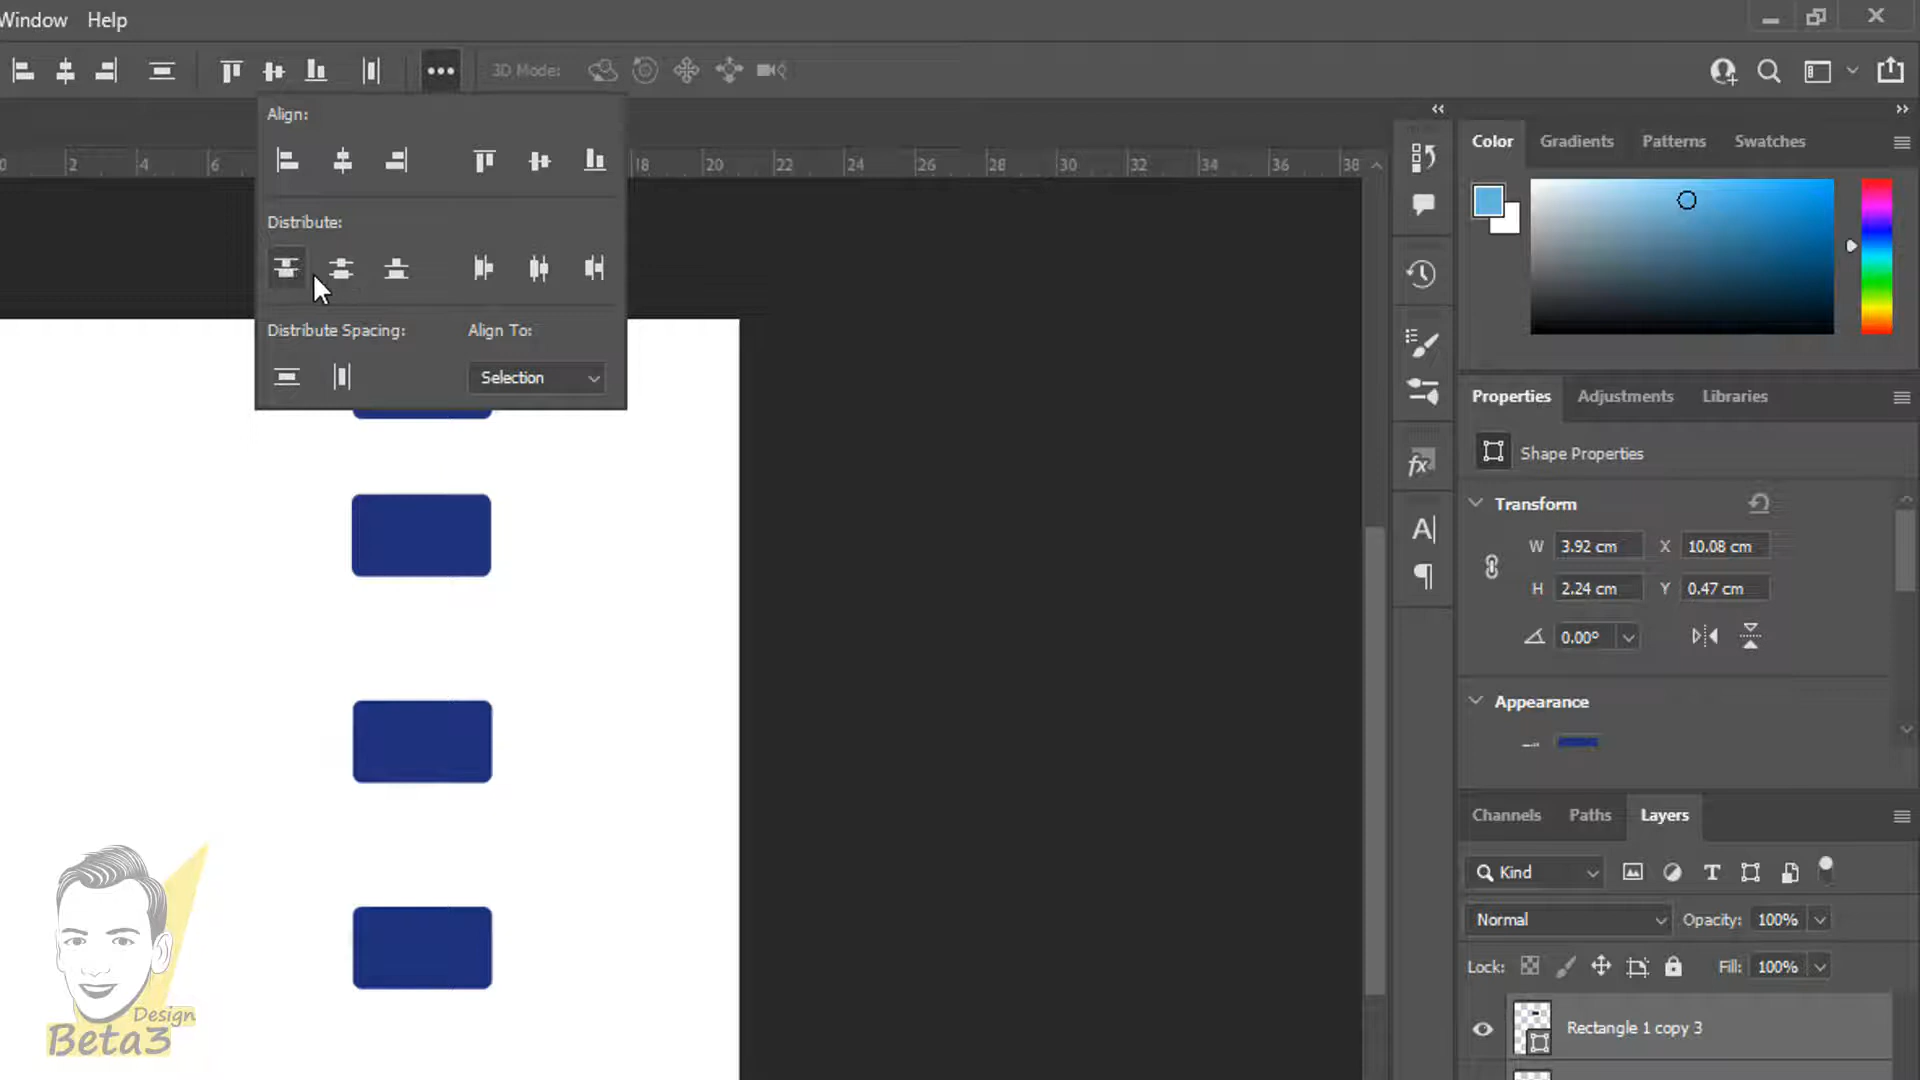 Window Help
3D Mode:
Align:
Distribute:
Distribute Spacing: Align To:
Selection
0 2 4 6 18 20 22 24 26 28 30 32 34 36 38
Color Gradients Patterns Swatches
Properties Adjustments Libraries
Shape Properties
Transform
W 3.92 cm X 10.08 cm
H 2.24 cm Y 0.47 cm
0.00°
Appearance
Channels Paths Layers
Kind
Normal Opacity: 100%
Lock: Fill: 100%
Rectangle 1 copy 3
Design
Beta3